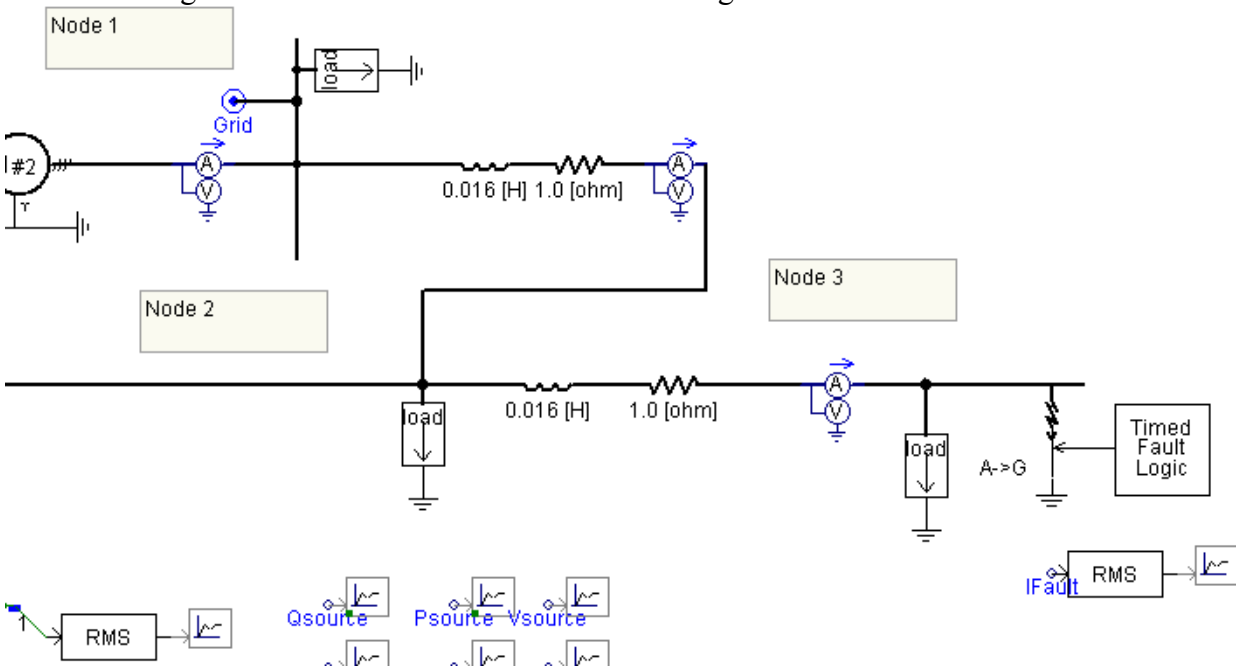 Node 1
load
Grid
A
A
#2
V
V
0.016 [H] 1.0 [ohm]
Node 3
Node 2
A
0.016 [H]
1.0 [ohm]
load
V
load
A->G
Timed
Fault
Logic
RMS
IFault
Qsource
Psource
Vsource
RMS